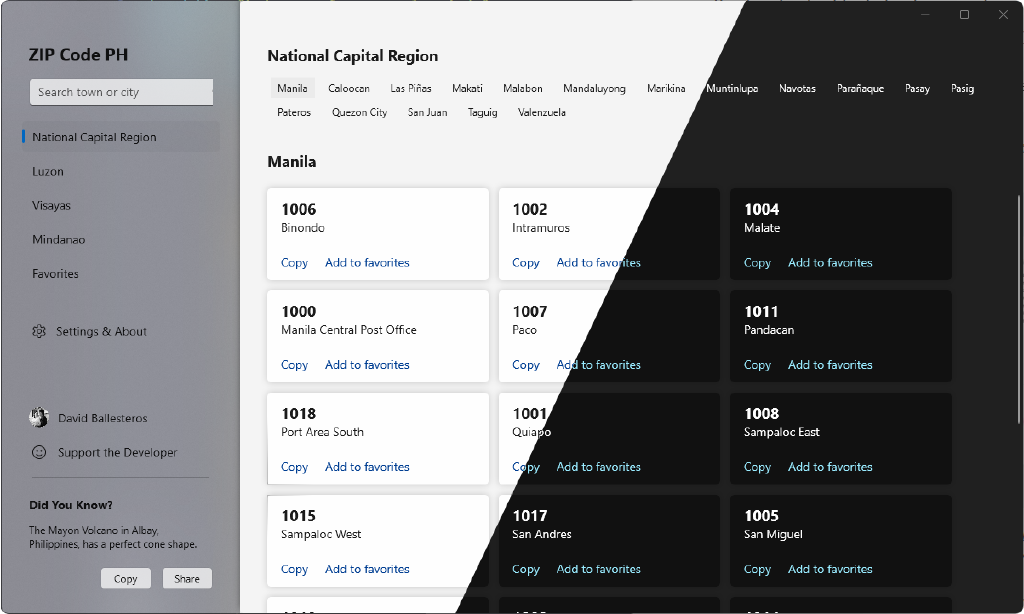 ZIP Code PH
Search town or city
National Capital Region
Luzon
Visayas
Mindanao
Favorites
Settings & About
David Ballesteros
Support the Developer
Did You Know?
The Mayon Volcano in Albay,
Philippines, has a perfect cone shape.
Copy Share
National Capital Region
Manila Caloocan Las Piñas Makati Malabon Mandaluyong Marikina Muntinlupa Navotas Parañaque Pasay Pasig
Pateros Quezon City San Juan Taguig Valenzuela
Manila
1006 1002 1004
Binondo Intramuros Malate
Copy Add to favorites Copy Add to favorites Copy Add to favorites
1000 1007 1011
Manila Central Post Office Paco Pandacan
Copy Add to favorites Copy Add to favorites Copy Add to favorites
1018 1001 1008
Port Area South Quiapo Sampaloc East
Copy Add to favorites Copy Add to favorites Copy Add to favorites
1015 1017 1005
Sampaloc West San Andres San Miguel
Copy Add to favorites Copy Add to favorites Copy Add to favorites